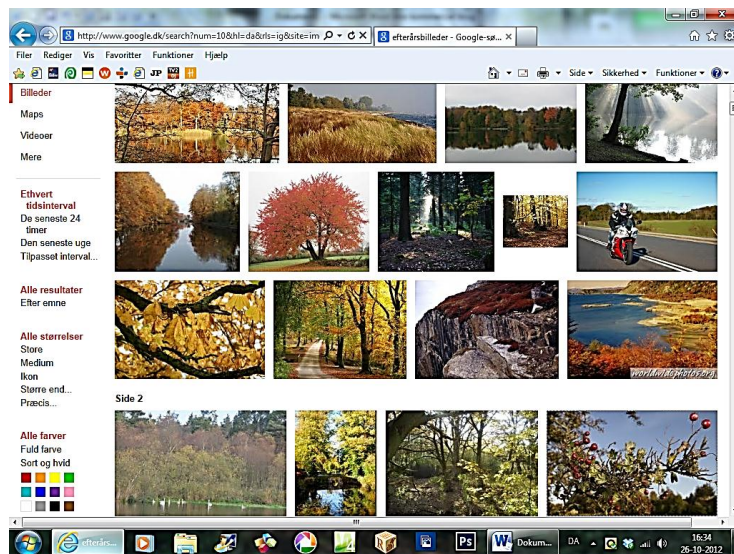 http://www.google.dk/search?num=10&hl=da&rls=ig&site=im
efterårsbilleder - Google-sø...
Filer Rediger Vis Favoritter Funktioner Hjælp
JP TV2
Side Sikkerhed Funktioner
Billeder
Maps
Videoer
Mere
Ethvert
tidsinterval
De seneste 24
timer
Den seneste uge
Tilpasset interval...
Alle resultater
Efter emne
Alle størrelser
Store
Medium
Ikon
Større end...
Præcis...
Alle farver
Fuld farve
Sort og hvid
worldwidephotos.org
Side 2
efterårs...
Ps
W Dokum...
DA
16:34
26-10-2012